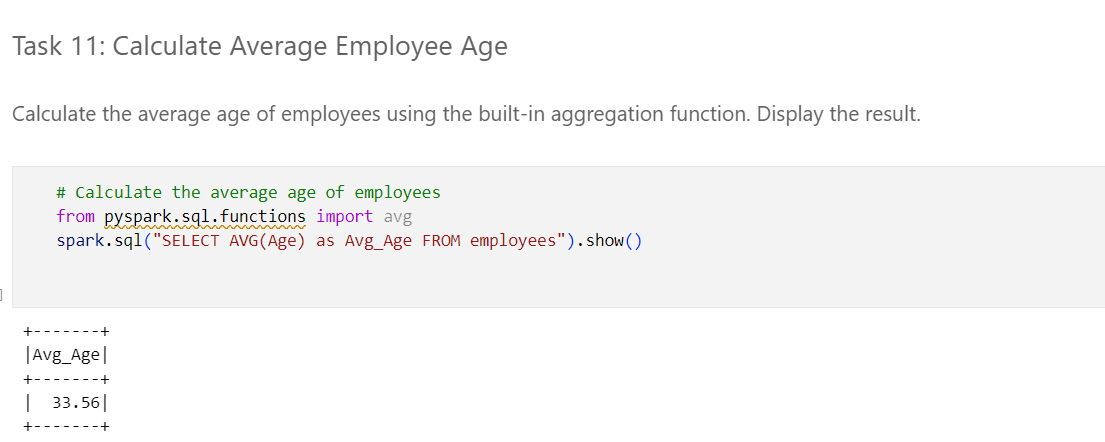 Task 11: Calculate Average Employee Age
Calculate the average age of employees using the built-in aggregation function. Display the result.
# Calculate the average age of employees
from pyspark.sql.functions import avg
spark.sql("SELECT AVG(Age) as Avg_Age FROM employees").show()
]
+-------+
|Avg_Age|
+-------+
|  33.56|
+-------+